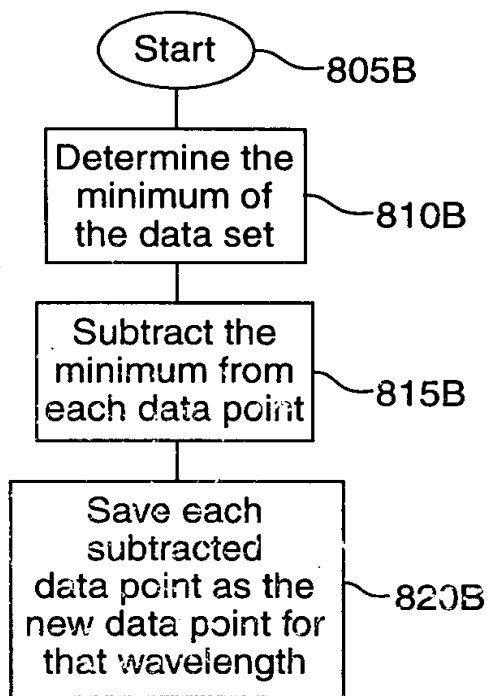 Start
805B
Determine the
minimum of
the data set
810B
Subtract the
minimum from
each data point
815B
Save each
subtracted
data point as the
new data point for
that wavelength
820B